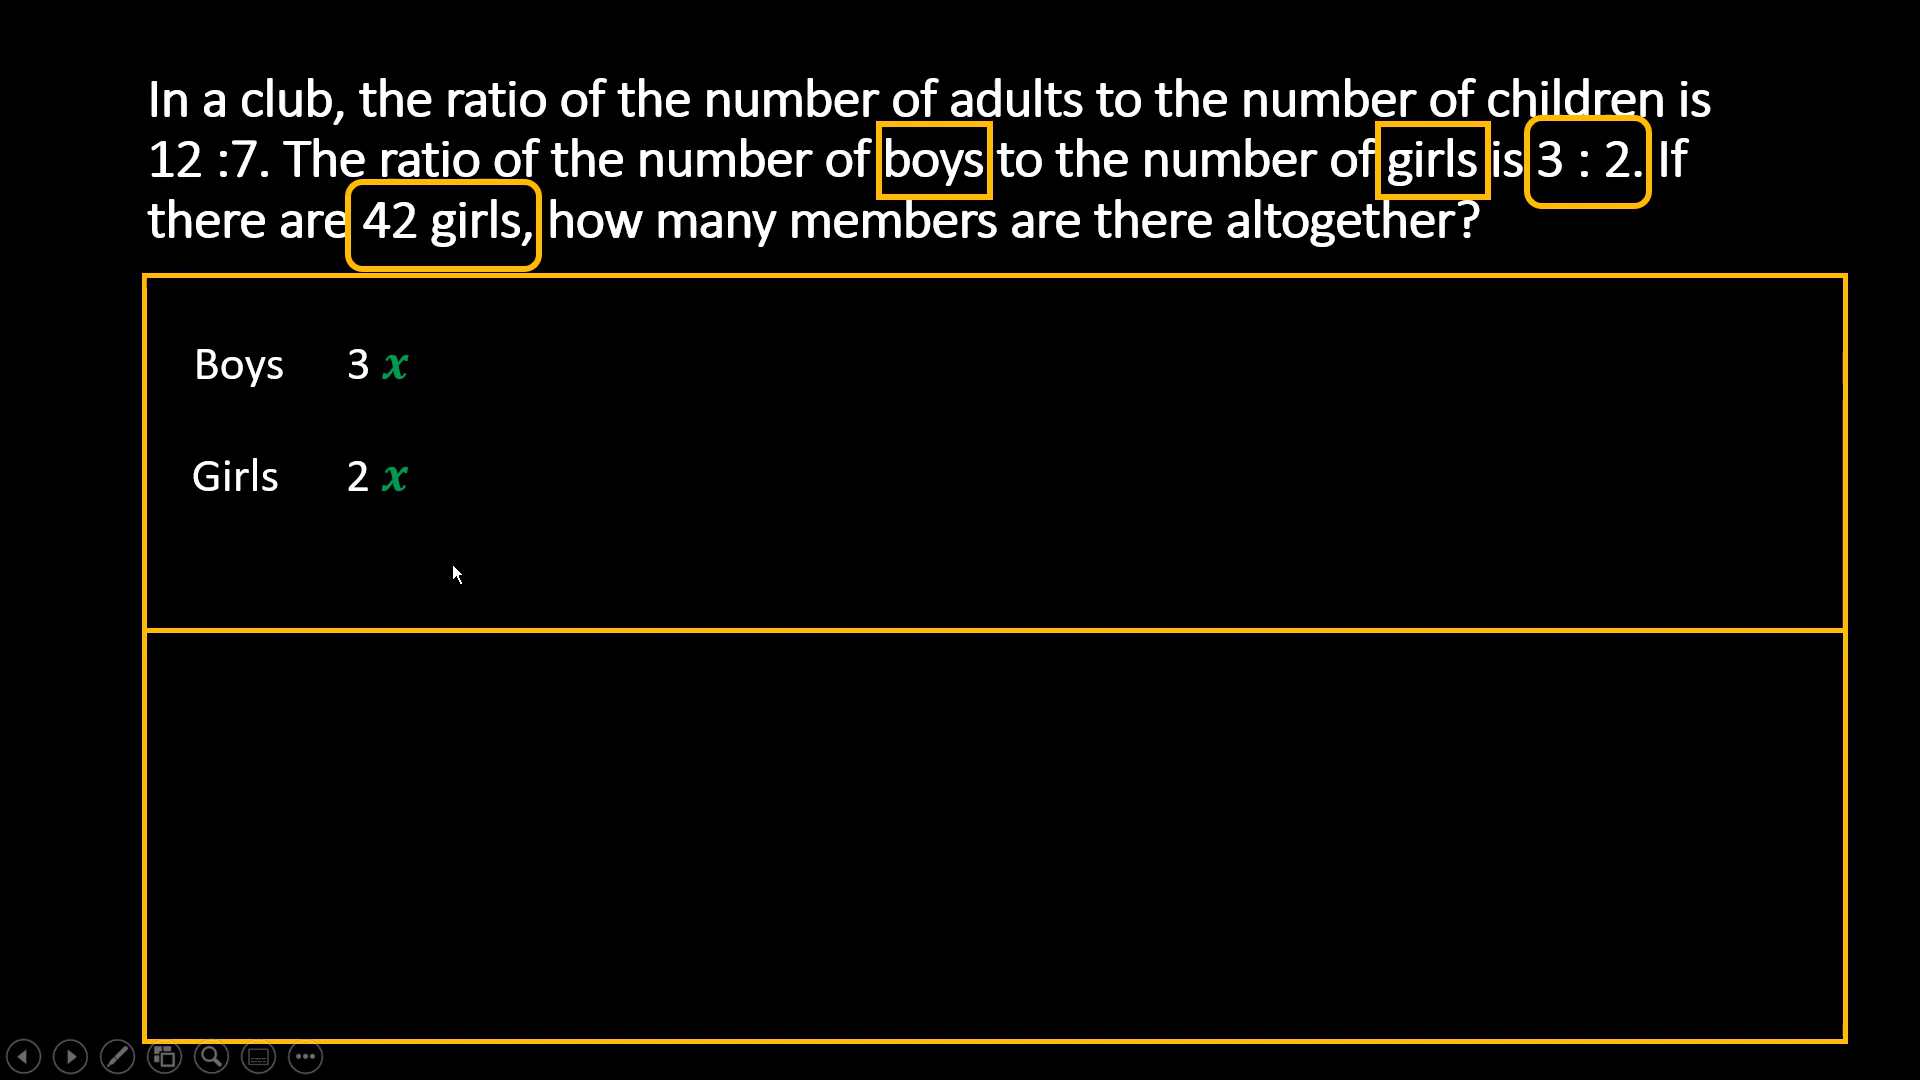 In a club, the ratio of the number of adults to the number of children is
12 :7. The ratio of the number of boys to the number of girls is 3 : 2. If
there are 42 girls, how many members are there altogether?
Boys 3 x
Girls 2 x